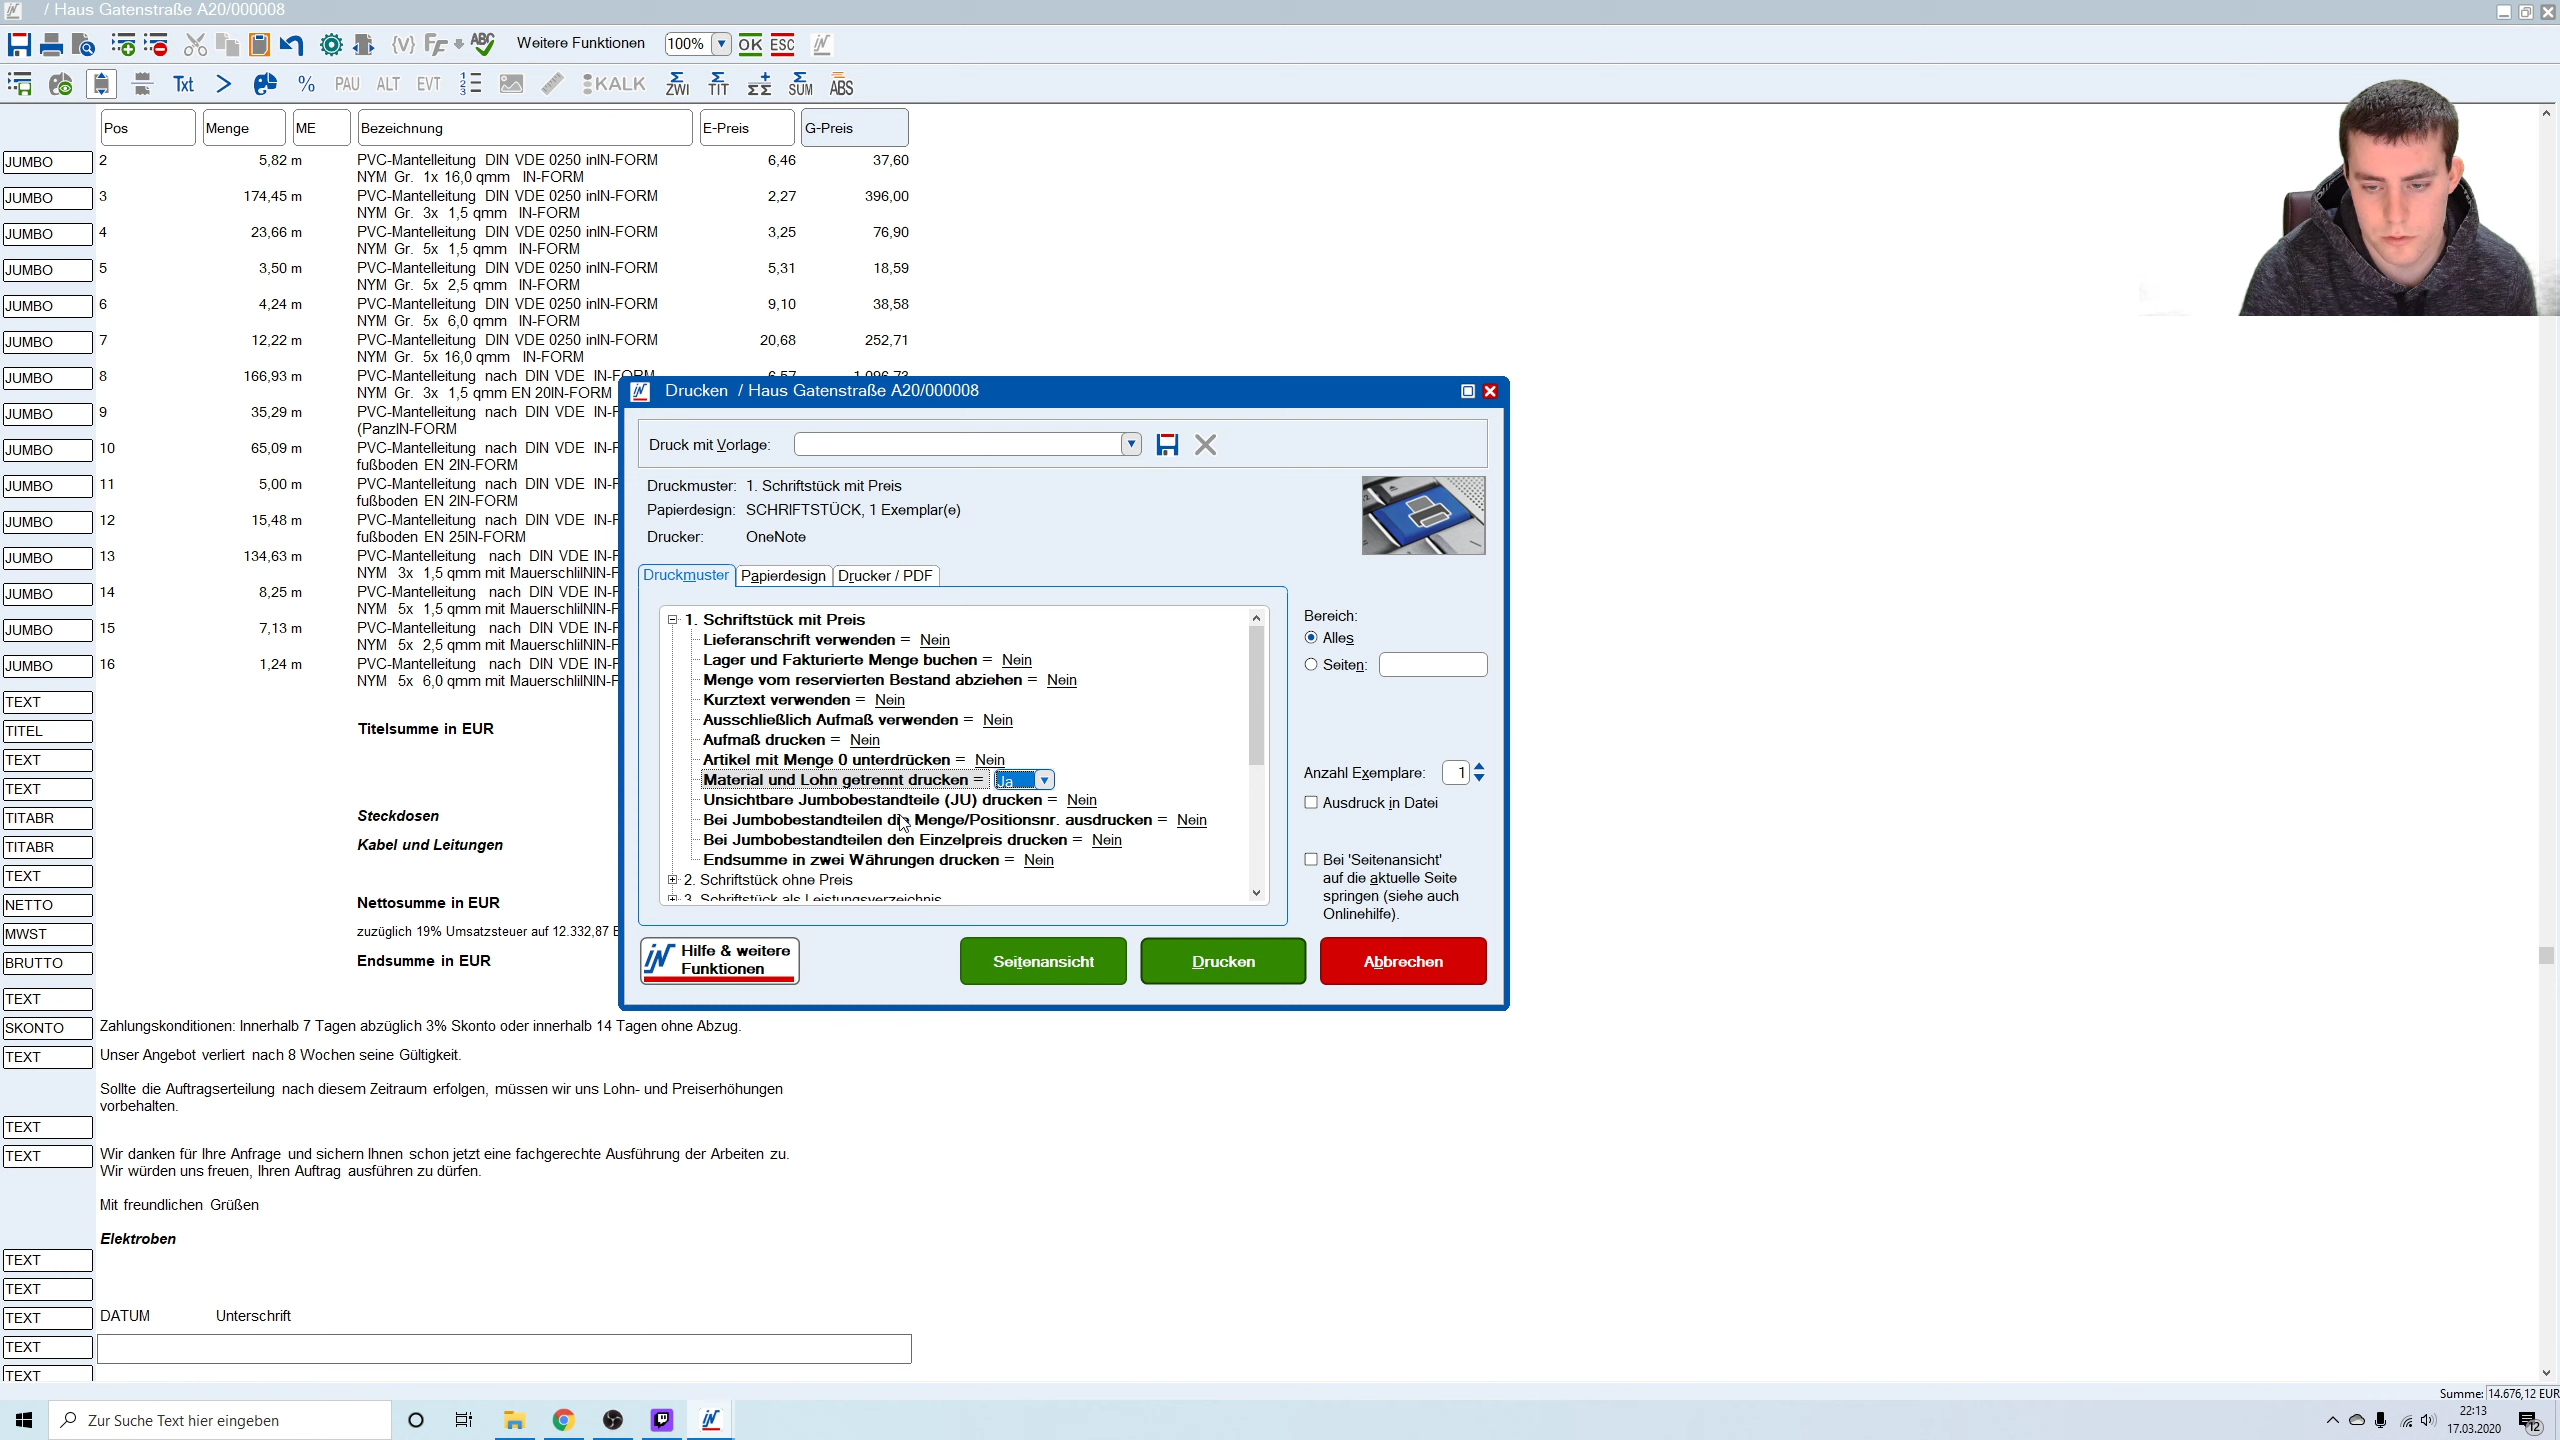 / Haus Gatenstraße A20/000008
Weitere Funktionen 100% OK ESC
Txt % PAU ALT EVT KALK ZWI TIT SUM ABS
Pos Menge ME Bezeichnung E-Preis G-Preis
JUMBO 2 5,82 m PVC-Mantelleitung DIN VDE 0250 inIN-FORM 6,46 37,60
NYM Gr. 1x 16,0 qmm IN-FORM
JUMBO 3 174,45 m PVC-Mantelleitung DIN VDE 0250 inIN-FORM 2,27 396,00
NYM Gr. 3x 1,5 qmm IN-FORM
JUMBO 4 23,66 m PVC-Mantelleitung DIN VDE 0250 inIN-FORM 3,25 76,90
NYM Gr. 5x 1,5 qmm IN-FORM
JUMBO 5 3,50 m PVC-Mantelleitung DIN VDE 0250 inIN-FORM 5,31 18,59
NYM Gr. 5x 2,5 qmm IN-FORM
JUMBO 6 4,24 m PVC-Mantelleitung DIN VDE 0250 inIN-FORM 9,10 38,58
NYM Gr. 5x 6,0 qmm IN-FORM
JUMBO 7 12,22 m PVC-Mantelleitung DIN VDE 0250 inIN-FORM 20,68 252,71
NYM Gr. 5x 16,0 qmm IN-FORM
JUMBO 8 166,93 m PVC-Mantelleitung nach DIN VDE IN-FORM
NYM Gr. 3x 1,5 qmm EN 20IN-FORM
JUMBO 9 35,29 m PVC-Mantelleitung nach DIN VDE IN-F
(PanzIN-FORM
JUMBO 10 65,09 m PVC-Mantelleitung nach DIN VDE IN-F
fußboden EN 2IN-FORM
JUMBO 11 5,00 m PVC-Mantelleitung nach DIN VDE IN-F
fußboden EN 2IN-FORM
JUMBO 12 15,48 m PVC-Mantelleitung nach DIN VDE IN-F
fußboden EN 25IN-FORM
JUMBO 13 134,63 m PVC-Mantelleitung nach DIN VDE IN-F
NYM 3x 1,5 qmm mit MauerschlilNIN-F
JUMBO 14 8,25 m PVC-Mantelleitung nach DIN VDE IN-F
NYM 5x 1,5 qmm mit MauerschlilNIN-F
JUMBO 15 7,13 m PVC-Mantelleitung nach DIN VDE IN-F
NYM 5x 2,5 qmm mit MauerschlilNIN-F
JUMBO 16 1,24 m PVC-Mantelleitung nach DIN VDE IN-F
NYM 5x 6,0 qmm mit MauerschlilNIN-F
TEXT
TITEL Titelsumme in EUR
TEXT
TEXT
TITABR Steckdosen
TITABR Kabel und Leitungen
TEXT
NETTO Nettosumme in EUR
MWST zuzüglich 19% Umsatzsteuer auf 12.332,87 E
BRUTTO Endsumme in EUR
TEXT
SKONTO Zahlungskonditionen: Innerhalb 7 Tagen abzüglich 3% Skonto oder innerhalb 14 Tagen ohne Abzug.
TEXT Unser Angebot verliert nach 8 Wochen seine Gültigkeit.
Sollte die Auftragserteilung nach diesem Zeitraum erfolgen, müssen wir uns Lohn- und Preiserhöhungen
vorbehalten.
TEXT
TEXT Wir danken für Ihre Anfrage und sichern Ihnen schon jetzt eine fachgerechte Ausführung der Arbeiten zu.
Wir würden uns freuen, Ihren Auftrag ausführen zu dürfen.
Mit freundlichen Grüßen
Elektroben
TEXT
TEXT
TEXT DATUM Unterschrift
TEXT
TEXT
Drucken / Haus Gatenstraße A20/000008
Druck mit Vorlage:
Druckmuster: 1. Schriftstück mit Preis
Papierdesign: SCHRIFTSTÜCK, 1 Exemplar(e)
Drucker: OneNote
Druckmuster Papierdesign Drucker / PDF
1. Schriftstück mit Preis
Lieferanschrift verwenden = Nein
Lager und Fakturierte Menge buchen = Nein
Menge vom reservierten Bestand abziehen = Nein
Kurztext verwenden = Nein
Ausschließlich Aufmaß verwenden = Nein
Aufmaß drucken = Nein
Artikel mit Menge 0 unterdrücken = Nein
Material und Lohn getrennt drucken = Ja
Unsichtbare Jumbobestandteile (JU) drucken = Nein
Bei Jumbobestandteilen die Menge/Positionsnr. ausdrucken = Nein
Bei Jumbobestandteilen den Einzelpreis drucken = Nein
Endsumme in zwei Währungen drucken = Nein
2. Schriftstück ohne Preis
3. Schriftstück als Leistungsverzeichnis
Bereich:
Alles
Seiten:
Anzahl Exemplare: 1
Ausdruck in Datei
Bei 'Seitenansicht'
auf die aktuelle Seite
springen (siehe auch
Onlinehilfe).
Hilfe & weitere
Funktionen
Seitenansicht Drucken Abbrechen
Summe: 14.676,12 EUR
Zur Suche Text hier eingeben
22:13
17.03.2020
12